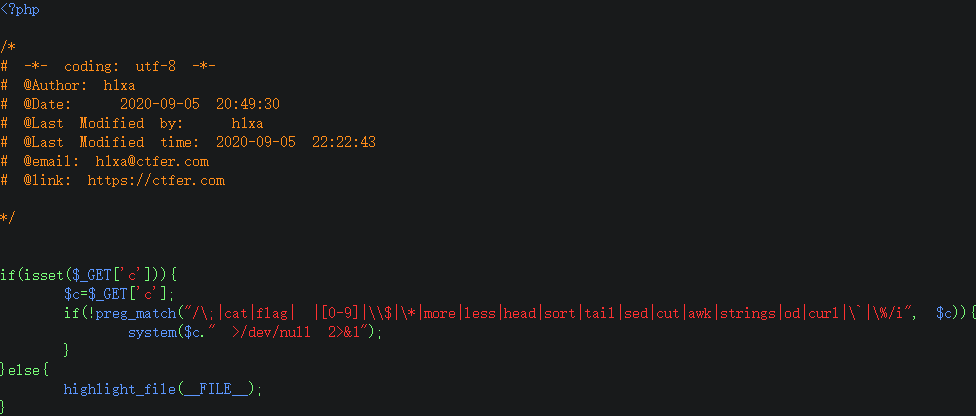 <?php

/*
# -*- coding: utf-8 -*-
# @Author: h1xa
# @Date:   2020-09-05 20:49:30
# @Last Modified by:   h1xa
# @Last Modified time: 2020-09-05 22:22:43
# @email: h1xa@ctfer.com
# @link: https://ctfer.com

*/


if(isset($_GET['c'])){
    $c=$_GET['c'];
    if(!preg_match("/\;|cat|flag| |[0-9]|\\$|\*|more|less|head|sort|tail|sed|cut|awk|strings|od|curl|\`|\%/i", $c)){
        system($c." >/dev/null 2>&1");
    }
}else{
    highlight_file(__FILE__);
}